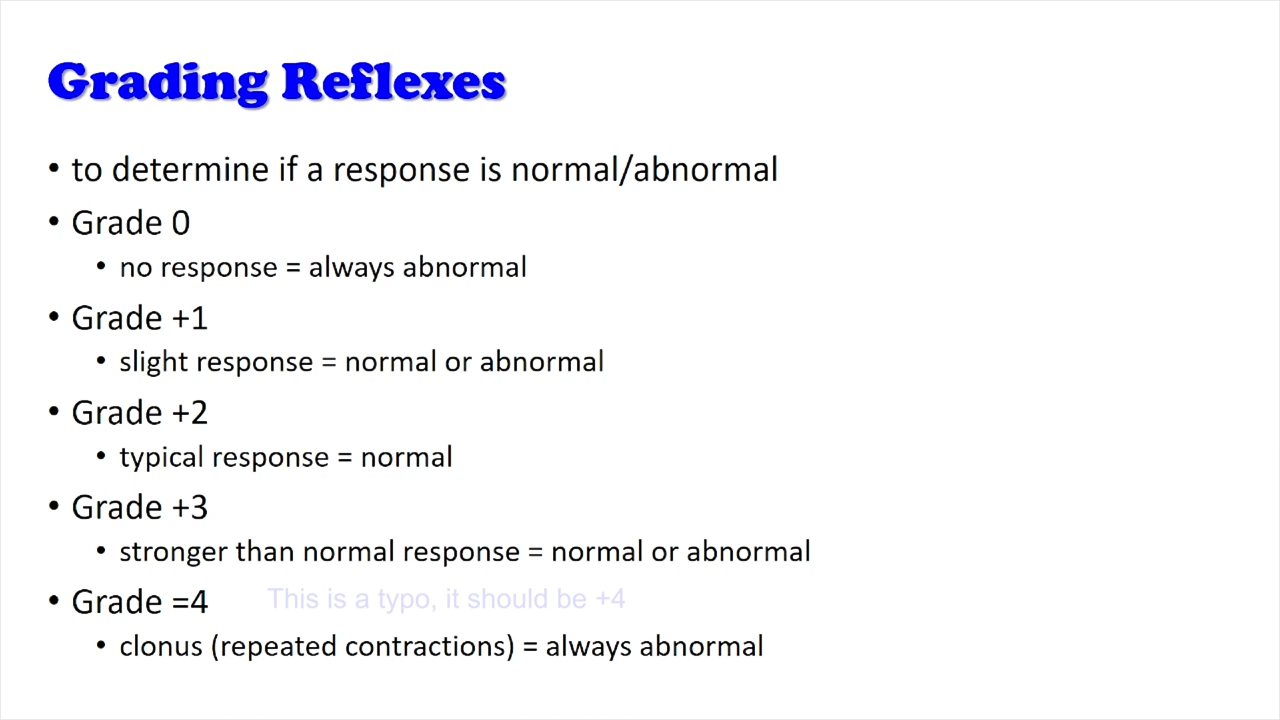 Grading Reflexes
• to determine if a response is normal/abnormal
• Grade 0
• no response = always abnormal
• Grade +1
• slight response = normal or abnormal
• Grade +2
• typical response = normal
• Grade +3
• stronger than normal response = normal or abnormal
• Grade =4 This is a typo, it should be +4
• clonus (repeated contractions) = always abnormal